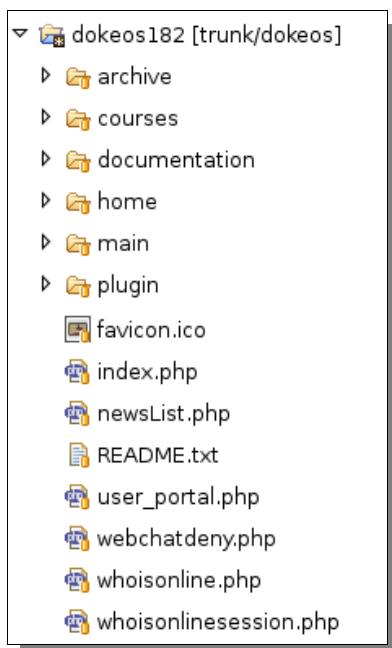 dokeos182 [trunk/dokeos]
archive
courses
documentation
home
main
plugin
favicon.ico
index.php
newsList.php
README.txt
user_portal.php
webchatdeny.php
whoisonline.php
whoisonlinesession.php